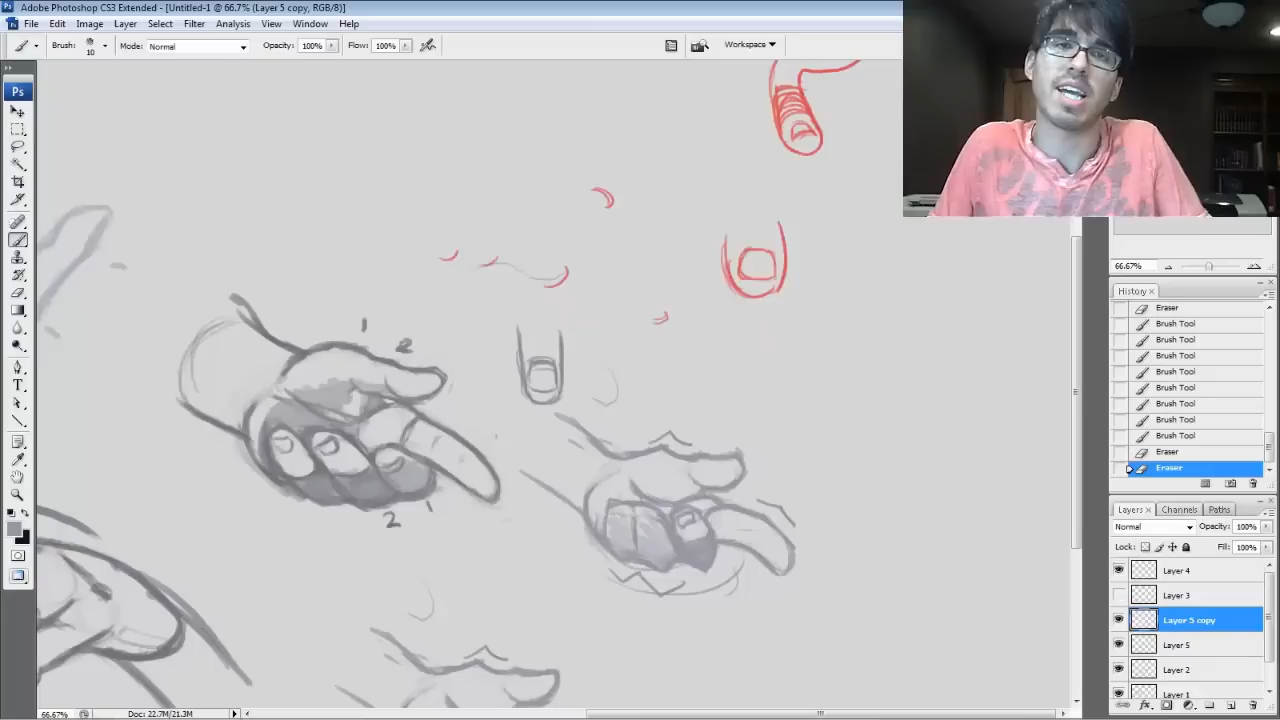 Adobe Photoshop CS3 Extended - [Untitled-1 @ 66.7% (Layer 5 copy, RGB/8)]
File Edit Image Layer Select Filter Analysis View Window Help
Brush: 10 Mode: Normal Opacity: 100% Flow: 100% Workspace
Ps
T
66.67%
History
Eraser
Brush Tool
Brush Tool
Brush Tool
Brush Tool
Brush Tool
Brush Tool
Brush Tool
Brush Tool
Eraser
Eraser
Layers Channels Paths
Normal Opacity: 100%
Lock: Fill: 100%
Layer 4
Layer 3
Layer 5 copy
Layer 5
Layer 2
Layer 1
1
2
2
1
66.67% Doc: 22.7M/21.3M